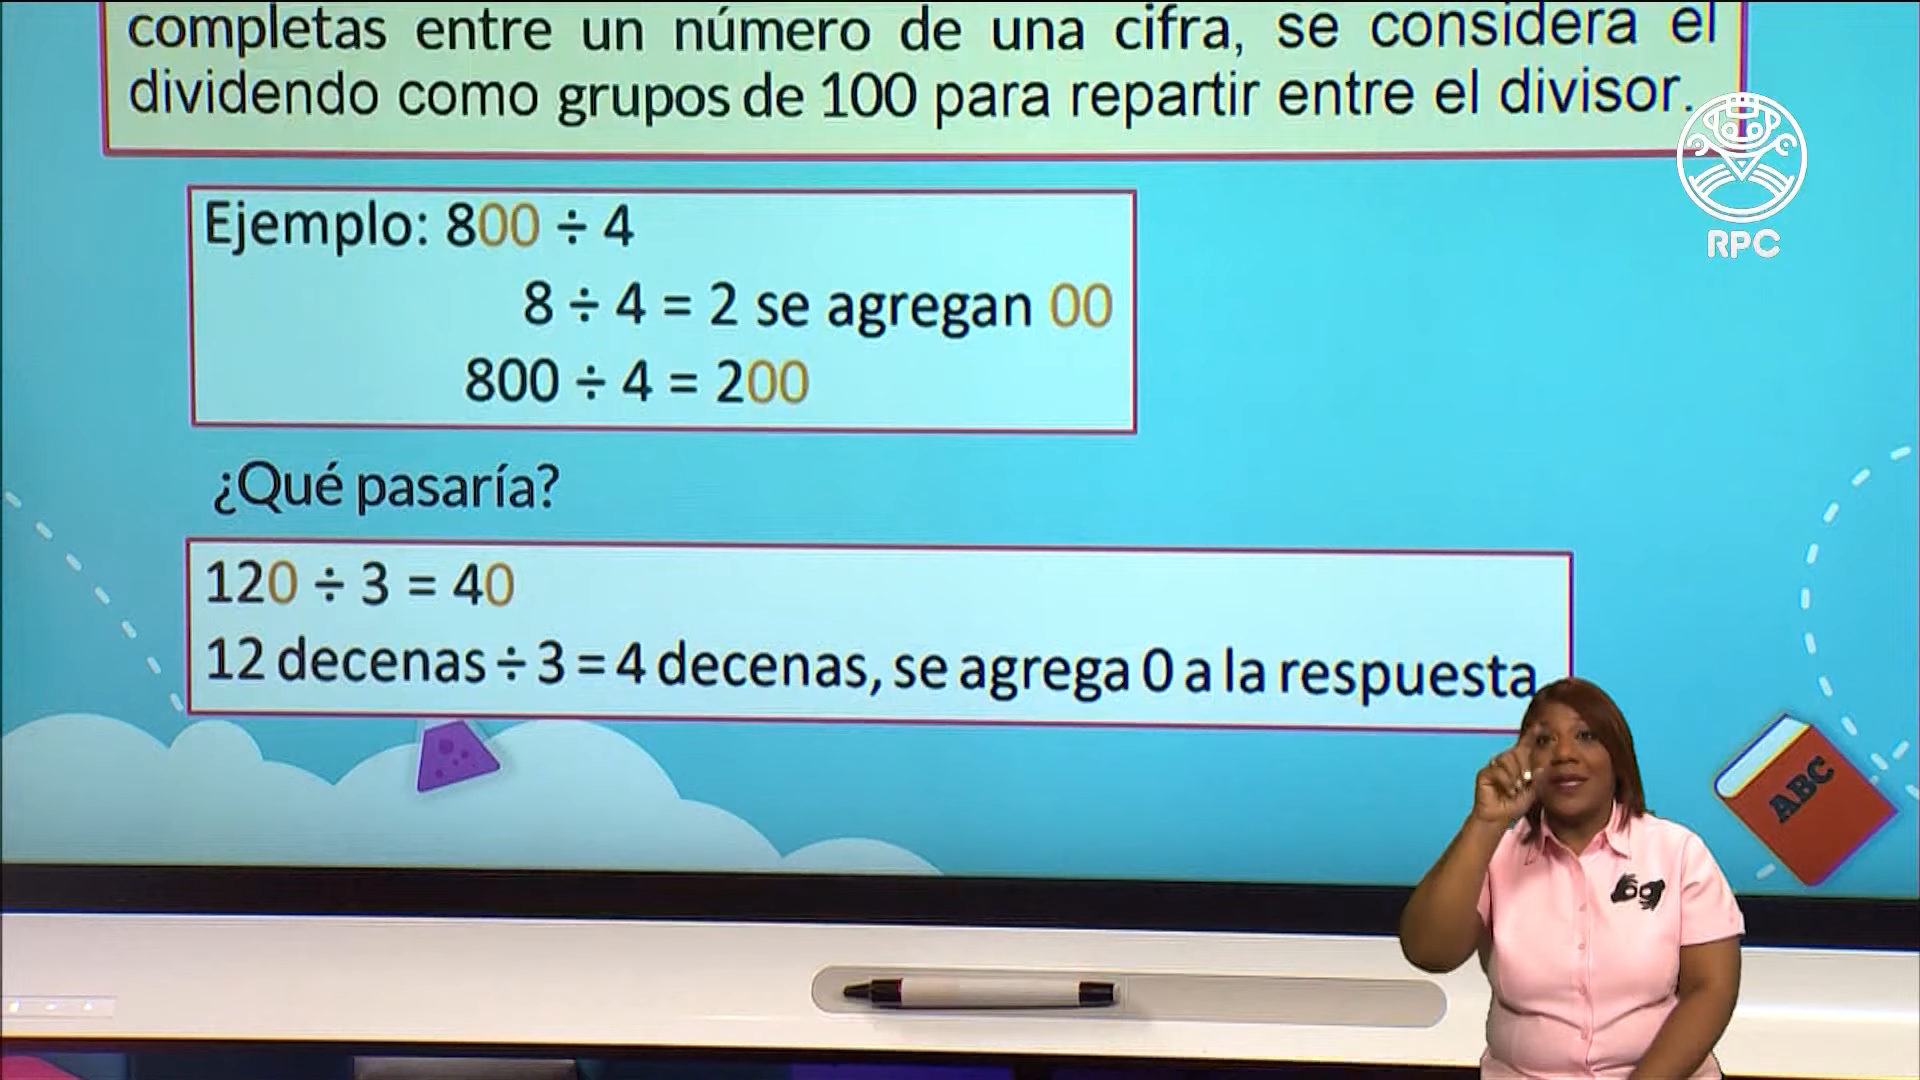 completas entre un número de una cifra, se considera el
dividendo como grupos de 100 para repartir entre el divisor.
RPC
Ejemplo: 800 ÷ 4
8 ÷ 4 = 2 se agregan 00
800 ÷ 4 = 200
¿Qué pasaría?
120 ÷ 3 = 40
12 decenas ÷ 3 = 4 decenas, se agrega 0 a la respuesta
ABC